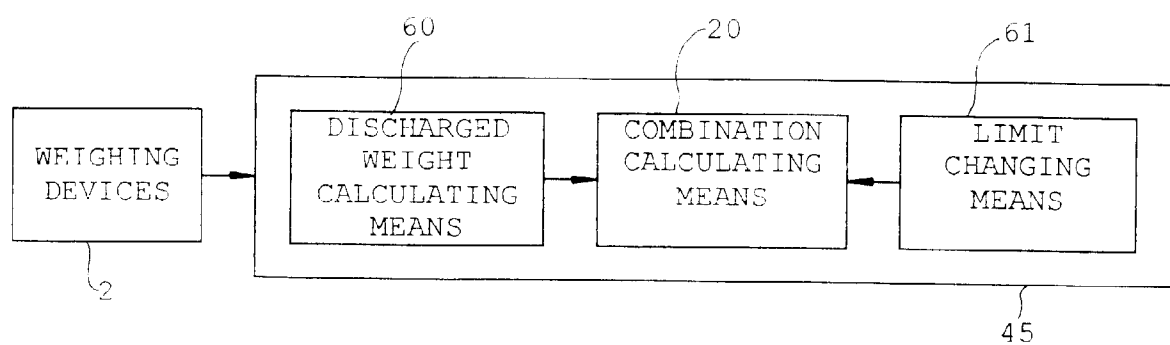 60
20
61
WEIGHING
DEVICES
DISCHARGED
WEIGHT
CALCULATING
MEANS
COMBINATION
CALCULATING
MEANS
LIMIT
CHANGING
MEANS
2
45